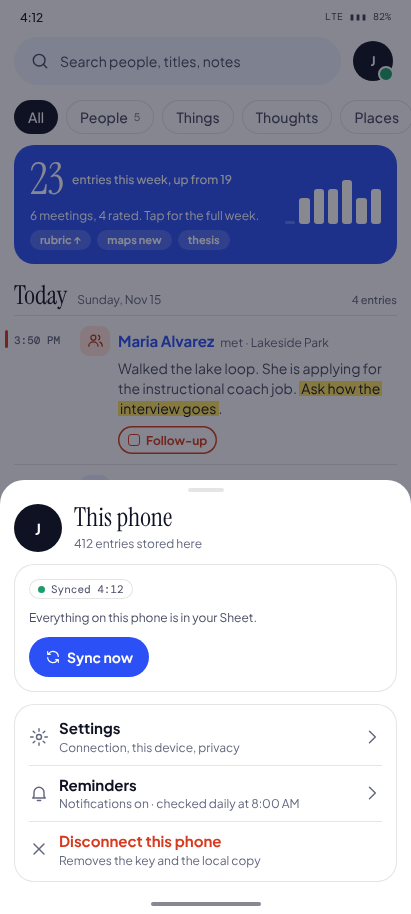 4:12
LTE ▮▮▮ 82%
Search people, titles, notes
J
All
People 5
Things
Thoughts
Places
23 entries this week, up from 19
6 meetings, 4 rated. Tap for the full week.
rubric ↑
maps new
thesis
Today Sunday, Nov 15
4 entries
3:50 PM
Maria Alvarez met · Lakeside Park
Walked the lake loop. She is applying for
the instructional coach job. Ask how the
interview goes.
Follow-up
J
This phone
412 entries stored here
Synced 4:12
Everything on this phone is in your Sheet.
Sync now
Settings
Connection, this device, privacy
Reminders
Notifications on · checked daily at 8:00 AM
Disconnect this phone
Removes the key and the local copy